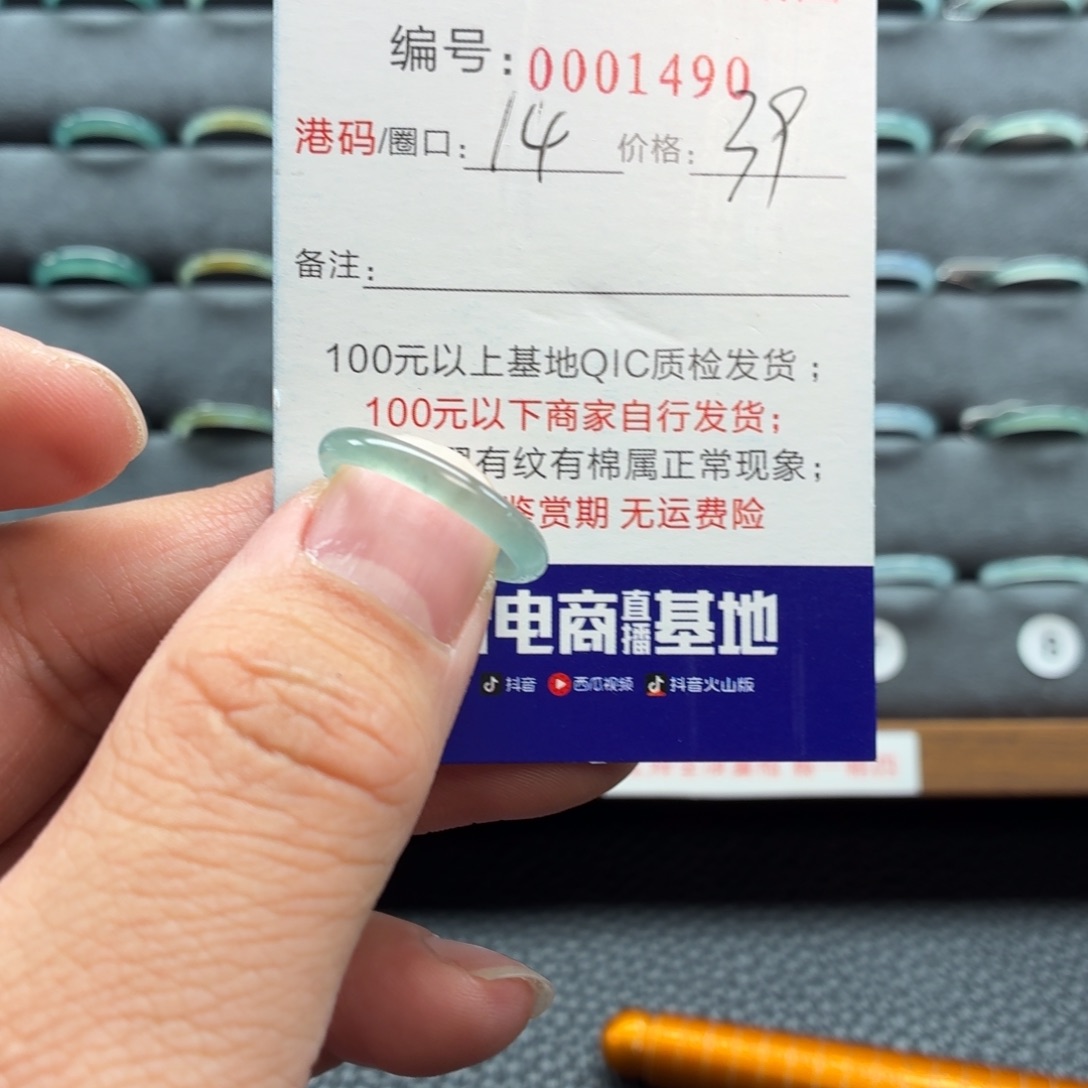 编号:0001490
港码/圈口: 14 价格: 39
备注:
100元以上基地QIC质检发货；
100元以下商家自行发货；
有纹有棉属正常现象；
鉴赏期 无运费险
电商直播基地
抖音 西瓜视频 抖音火山版